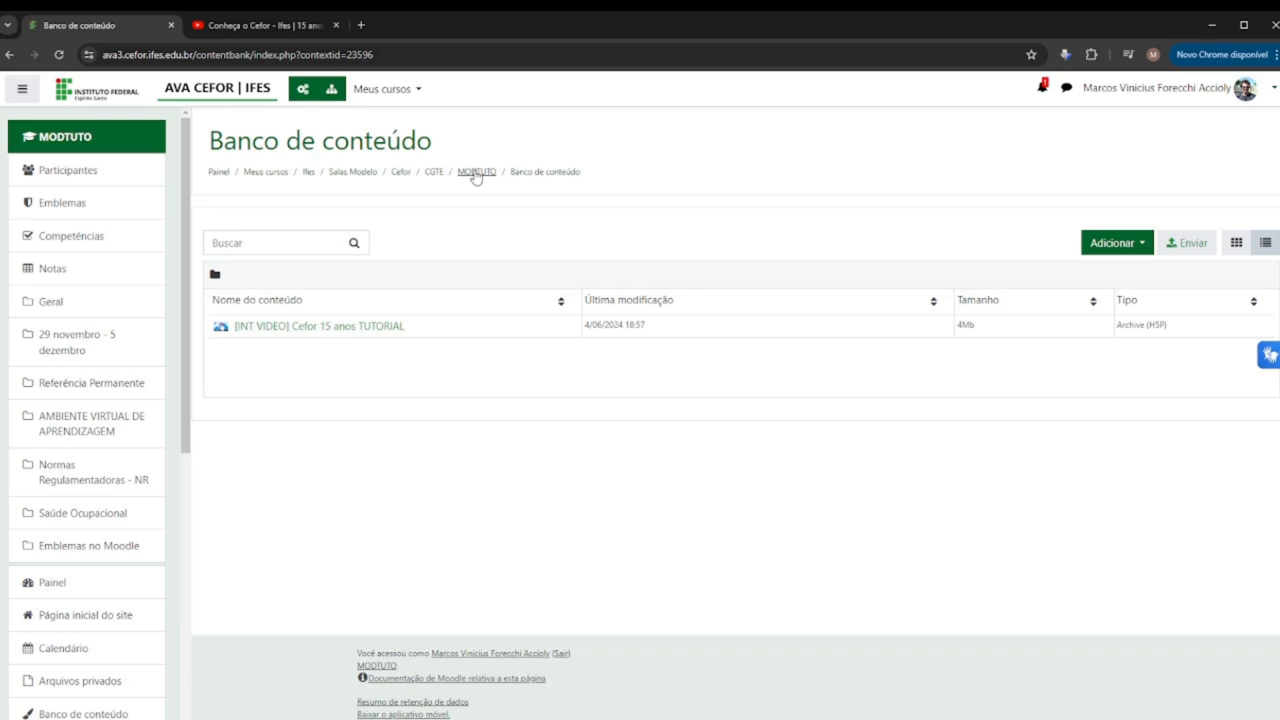 Banco de conteúdo
Conheça o Cefor - Ifes | 15 ano
ava3.cefor.ifes.edu.br/contentbank/index.php?contextid=23596
M
Novo Chrome disponível
INSTITUTO FEDERAL
Espírito Santo
AVA CEFOR | IFES
Meus cursos
1
Marcos Vinicius Forecchi Accioly
MODTUTO
Participantes
Emblemas
Competências
Notas
Geral
29 novembro - 5
dezembro
Referência Permanente
AMBIENTE VIRTUAL DE
APRENDIZAGEM
Normas
Regulamentadoras - NR
Saúde Ocupacional
Emblemas no Moodle
Painel
Página inicial do site
Calendário
Arquivos privados
Banco de conteúdo
Banco de conteúdo
Painel / Meus cursos / Ifes / Salas Modelo / Cefor / CGTE / MODTUTO / Banco de conteúdo
Buscar
Adicionar
Enviar
Nome do conteúdo
Última modificação
Tamanho
Tipo
[INT VIDEO] Cefor 15 anos TUTORIAL
4/06/2024 18:57
4Mb
Archive (H5P)
Você acessou como Marcos Vinicius Forecchi Accioly (Sair)
MODTUTO
Documentação de Moodle relativa a esta página
Resumo de retenção de dados
Baixar o aplicativo móvel.